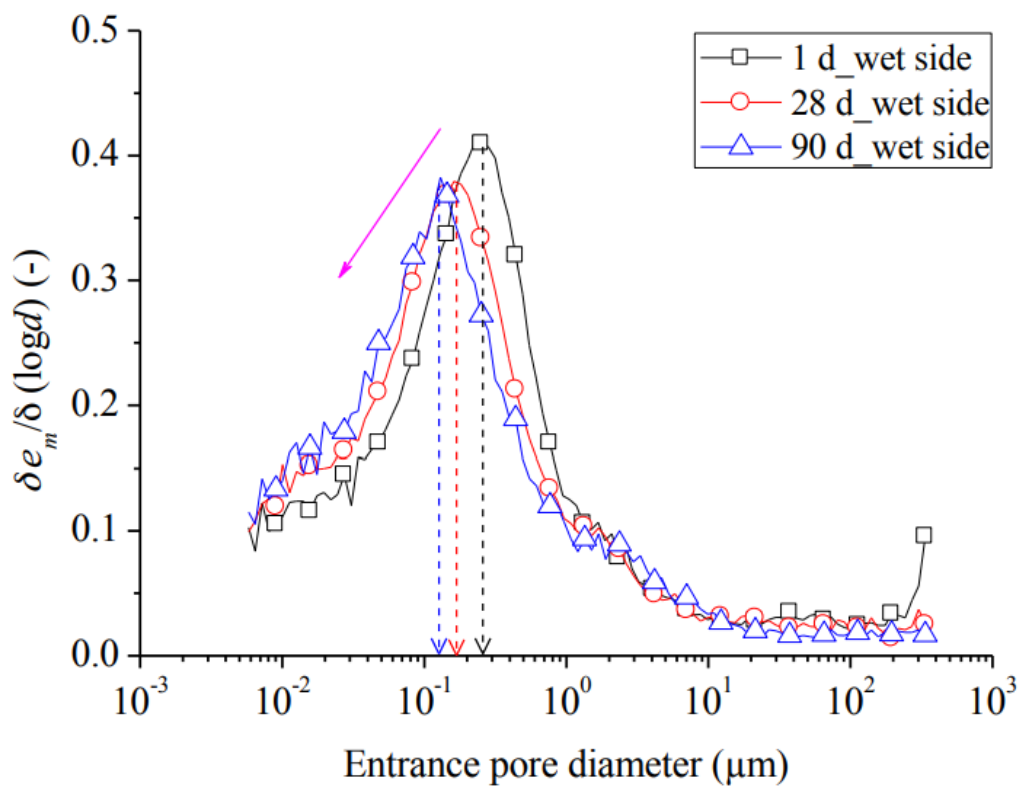 0.5
0.4
0.3
0.2
0.1
0.0
δe_m/δ (logd) (-)
1 d_wet side
28 d_wet side
90 d_wet side
10^-3 10^-2 10^-1 10^0 10^1 10^2 10^3
Entrance pore diameter (μm)